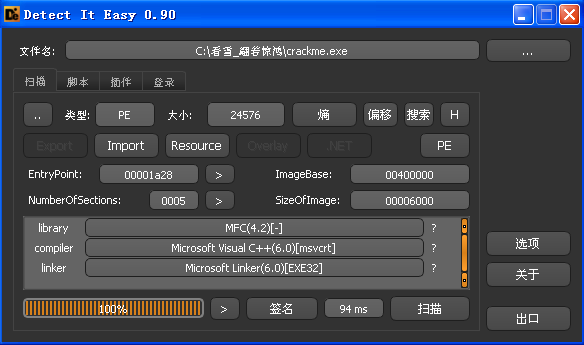 Detect It Easy 0.90
文件名: C:\看雪_翩若惊鸿\crackme.exe ...
扫描 脚本 插件 登录
.. 类型: PE 大小: 24576 熵 偏移 搜索 H
Export Import Resource Overlay .NET PE
EntryPoint: 00001a28 > ImageBase: 00400000
NumberOfSections: 0005 > SizeOfImage: 00006000
library MFC(4.2)[-] ?
compiler Microsoft Visual C++(6.0)[msvcrt] ?
linker Microsoft Linker(6.0)[EXE32] ?
选项
关于
100% > 签名 94 ms 扫描
出口